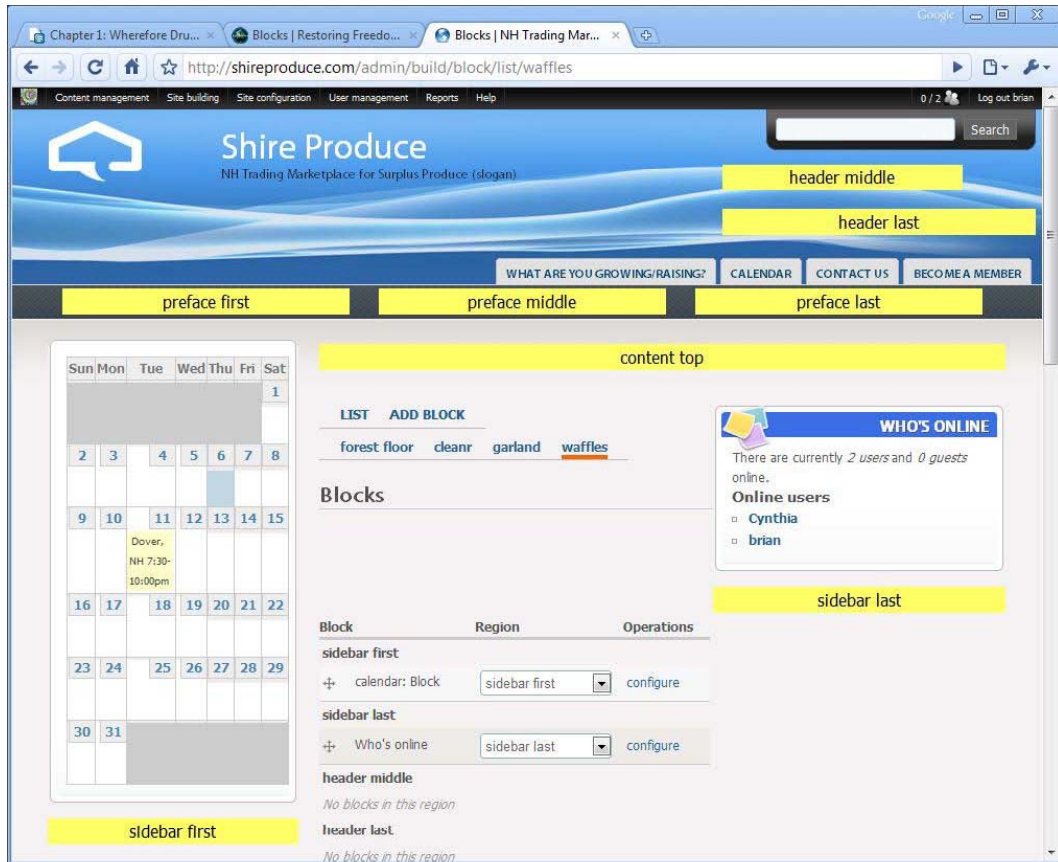 Google
Chapter 1: Wherefore Dru...
Blocks | Restoring Freedo...
Blocks | NH Trading Mar...
http://shireproduce.com/admin/build/block/list/waffles
Content management Site building Site configuration User management Reports Help 0 / 2 Log out brian
Search
Shire Produce
NH Trading Marketplace for Surplus Produce (slogan)
header middle
header last
WHAT ARE YOU GROWING/RAISING? CALENDAR CONTACT US BECOME A MEMBER
preface first preface middle preface last
content top
Sun Mon Tue Wed Thu Fri Sat
1
2 3 4 5 6 7 8
9 10 11 12 13 14 15
Dover,
NH 7:30-
10:00pm
16 17 18 19 20 21 22
23 24 25 26 27 28 29
30 31
sidebar first
LIST ADD BLOCK
forest floor cleanr garland waffles
Blocks
Block Region Operations
sidebar first
calendar: Block sidebar first configure
sidebar last
Who's online sidebar last configure
header middle
No blocks in this region
header last
No blocks in this region
WHO'S ONLINE
There are currently 2 users and 0 guests
online.
Online users
Cynthia
brian
sidebar last